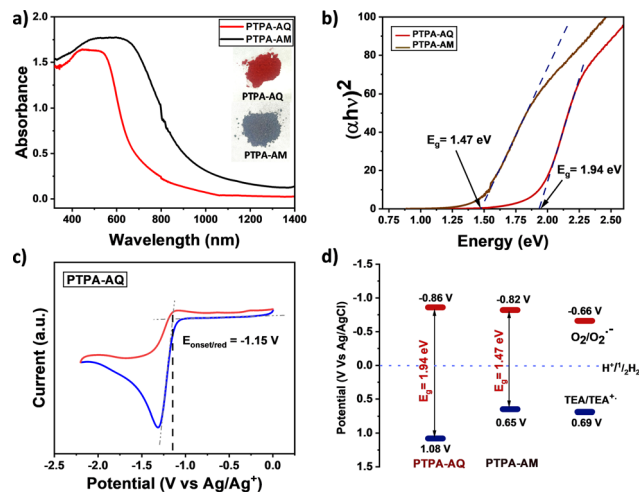 a)
PTPA-AQ
PTPA-AM
PTPA-AQ
PTPA-AM
Absorbance
2.0
1.5
1.0
0.5
0.0
400 600 800 1000 1200 1400
Wavelength (nm)
b)
PTPA-AQ
PTPA-AM
(αhν)²
100
80
60
40
20
0
Eg= 1.47 eV
Eg= 1.94 eV
0.75 1.00 1.25 1.50 1.75 2.00 2.25 2.50
Energy (eV)
c)
PTPA-AQ
Current (a.u.)
Eonset/red = -1.15 V
-2.5 -2.0 -1.5 -1.0 -0.5 0.0
Potential (V vs Ag/Ag⁺)
d)
Potential (V Vs Ag/AgCl)
-1.5
-1.0
-0.5
0.0
0.5
1.0
1.5
-0.86 V
-0.82 V
-0.66 V
O₂/O₂·⁻
Eg= 1.94 eV
Eg= 1.47 eV
H⁺/¹/₂H₂
TEA/TEA⁺·
0.65 V
0.69 V
1.08 V
PTPA-AQ PTPA-AM